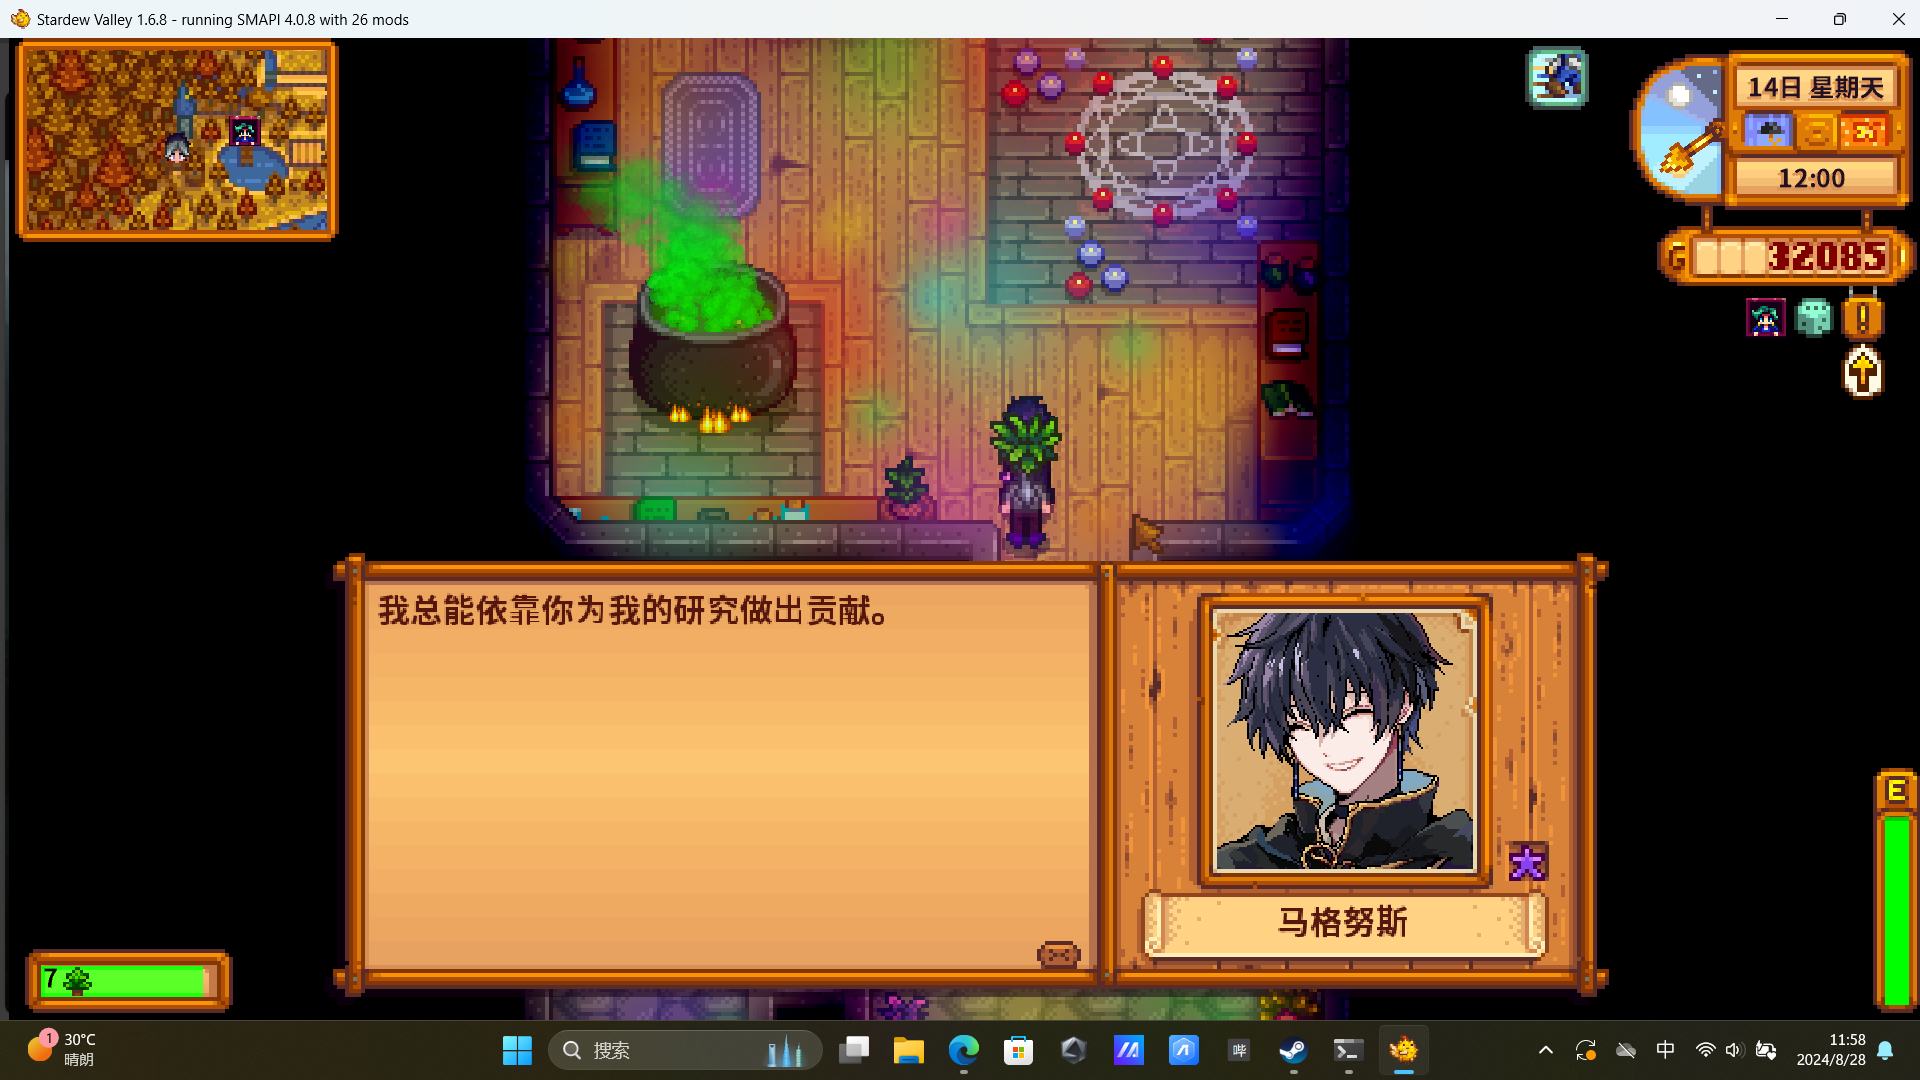 Stardew Valley 1.6.8 - running SMAPI 4.0.8 with 26 mods
14日 星期天
12:00
G 32085
我总能依靠你为我的研究做出贡献。
马格努斯
E
7
1
30°C
晴朗
搜索
哔
中
11:58
2024/8/28